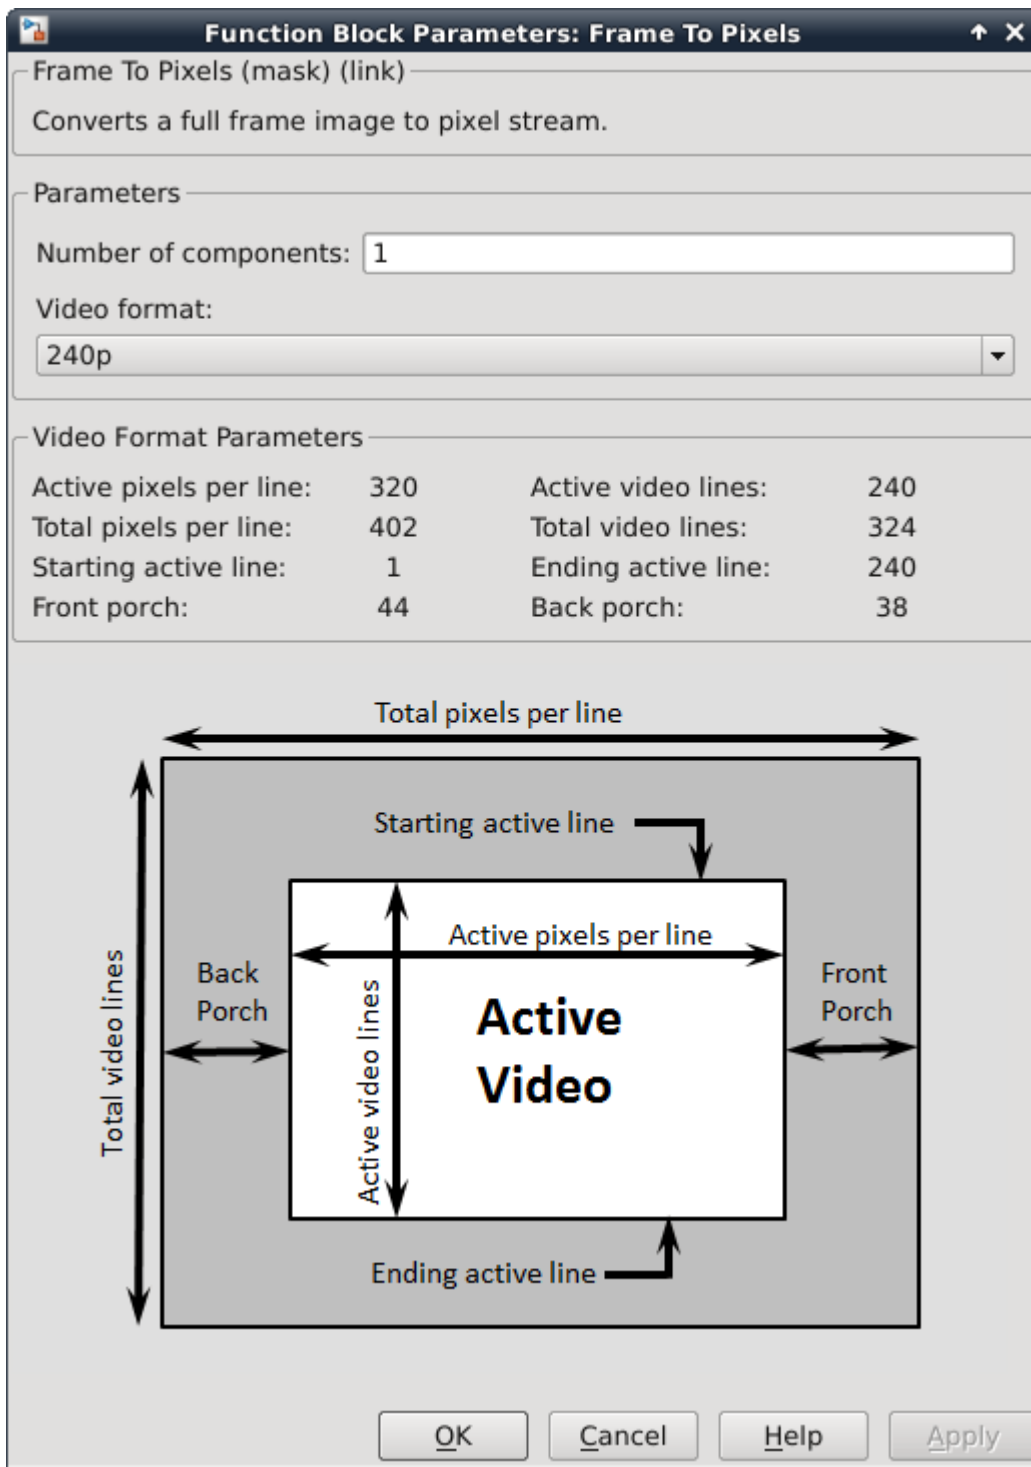 Function Block Parameters: Frame To Pixels
Frame To Pixels (mask) (link)
Converts a full frame image to pixel stream.
Parameters
Number of components: 1
Video format:
240p
Video Format Parameters
Active pixels per line: 320 Active video lines: 240
Total pixels per line: 402 Total video lines: 324
Starting active line: 1 Ending active line: 240
Front porch: 44 Back porch: 38
Total pixels per line
Starting active line
Active pixels per line
Back
Porch
Front
Porch
Total video lines
Active video lines
Active
Video
Ending active line
OK Cancel Help Apply